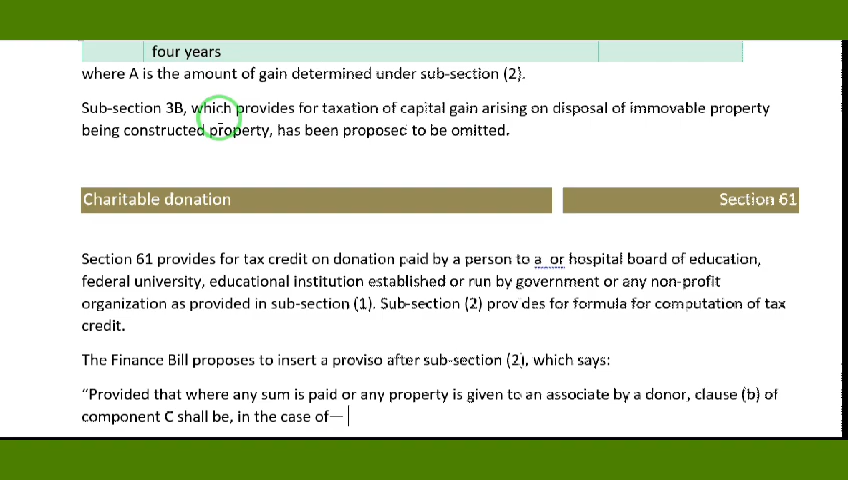 four years
where A is the amount of gain determined under sub-section (2).
Sub-section 3B, which provides for taxation of capital gain arising on disposal of immovable property
being constructed property, has been proposed to be omitted.
Charitable donation Section 61
Section 61 provides for tax credit on donation paid by a person to a or hospital board of education,
federal university, educational institution established or run by government or any non-profit
organization as provided in sub-section (1). Sub-section (2) provides for formula for computation of tax
credit.
The Finance Bill proposes to insert a proviso after sub-section (2), which says:
“Provided that where any sum is paid or any property is given to an associate by a donor, clause (b) of
component C shall be, in the case of—